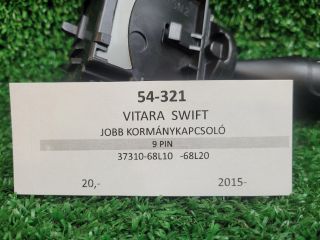 54-321
VITARA SWIFT
JOBB KORMÁNYKAPCSOLÓ
9 PIN
37310-68L10 -68L20
20,- 2015-